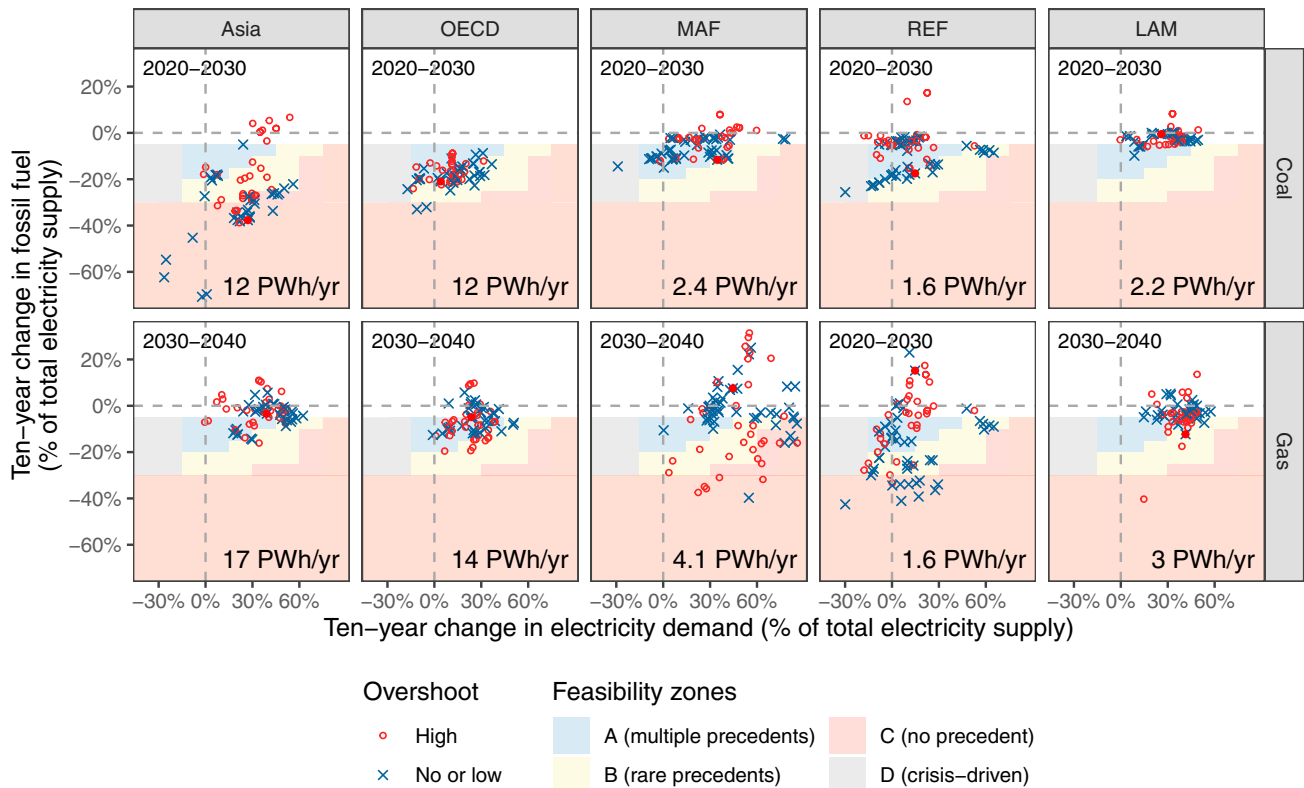 Asia
OECD
MAF
REF
LAM
2020−2030
2020−2030
2020−2030
2020−2030
2020−2030
20%
0%
−20%
−40%
−60%
12 PWh/yr
12 PWh/yr
2.4 PWh/yr
1.6 PWh/yr
2.2 PWh/yr
Coal
Ten−year change in fossil fuel
(% of total electricity supply)
2030−2040
2030−2040
2030−2040
2020−2030
2030−2040
20%
0%
−20%
−40%
−60%
17 PWh/yr
14 PWh/yr
4.1 PWh/yr
1.6 PWh/yr
3 PWh/yr
Gas
−30% 0% 30% 60%
−30% 0% 30% 60%
−30% 0% 30% 60%
−30% 0% 30% 60%
−30% 0% 30% 60%
Ten−year change in electricity demand (% of total electricity supply)
Overshoot
High
No or low
Feasibility zones
A (multiple precedents)
B (rare precedents)
C (no precedent)
D (crisis−driven)